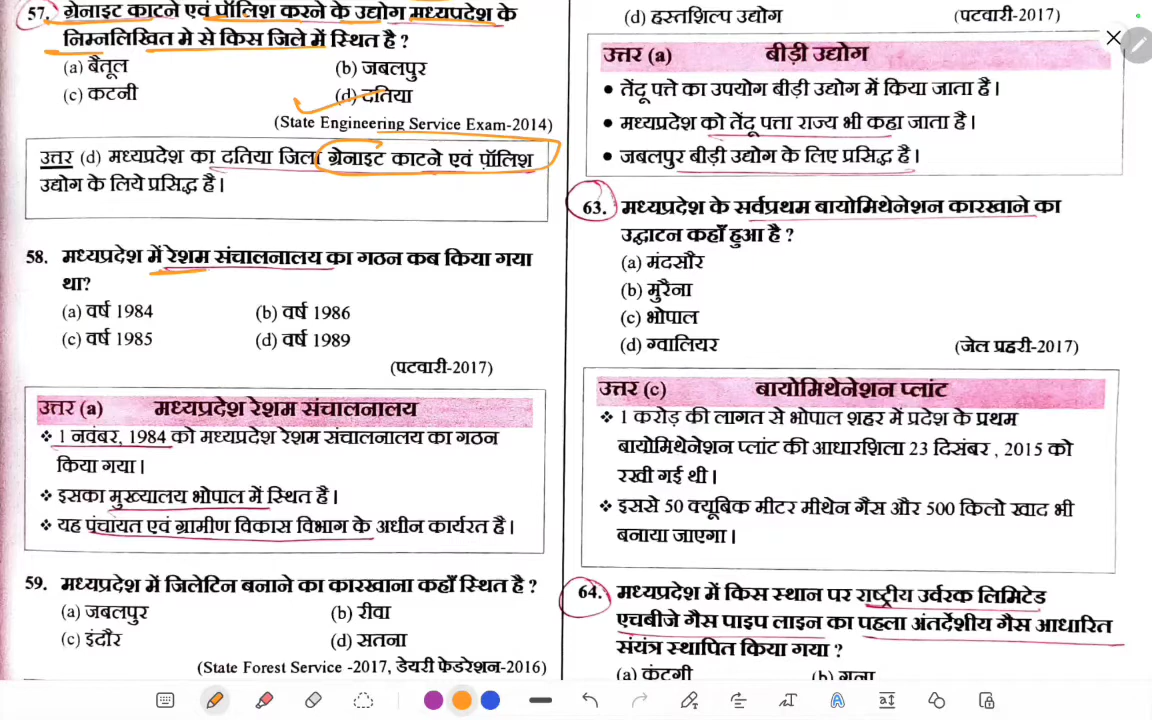 57. ग्रेनाइट काटने एवं पॉलिश करने के उद्योग मध्यप्रदेश के
निम्नलिखित मे से किस जिले में स्थित है ?
(a) बैतूल (b) जबलपुर
(c) कटनी (d) दतिया
(State Engineering Service Exam-2014)
उत्तर (d) मध्यप्रदेश का दतिया जिला ग्रेनाइट काटने एवं पॉलिश
उद्योग के लिये प्रसिद्ध है।
58. मध्यप्रदेश में रेशम संचालनालय का गठन कब किया गया
था?
(a) वर्ष 1984 (b) वर्ष 1986
(c) वर्ष 1985 (d) वर्ष 1989
(पटवारी-2017)
उत्तर (a) मध्यप्रदेश रेशम संचालनालय
❖ 1 नवंबर, 1984 को मध्यप्रदेश रेशम संचालनालय का गठन
किया गया।
❖ इसका मुख्यालय भोपाल में स्थित है।
❖ यह पंचायत एवं ग्रामीण विकास विभाग के अधीन कार्यरत है।
59. मध्यप्रदेश में जिलेटिन बनाने का कारखाना कहाँ स्थित है ?
(a) जबलपुर (b) रीवा
(c) इंदौर (d) सतना
(State Forest Service -2017, डेयरी फेडरेशन-2016)
(d) हस्तशिल्प उद्योग (पटवारी-2017)
उत्तर (a) बीड़ी उद्योग
• तेंदू पत्ते का उपयोग बीड़ी उद्योग में किया जाता है।
• मध्यप्रदेश को तेंदू पत्ता राज्य भी कहा जाता है।
• जबलपुर बीड़ी उद्योग के लिए प्रसिद्ध है।
63. मध्यप्रदेश के सर्वप्रथम बायोमिथेनेशन कारखाने का
उद्घाटन कहाँ हुआ है ?
(a) मंदसौर
(b) मुरैना
(c) भोपाल
(d) ग्वालियर (जेल प्रहरी-2017)
उत्तर (c) बायोमिथेनेशन प्लांट
❖ 1 करोड़ की लागत से भोपाल शहर में प्रदेश के प्रथम
बायोमिथेनेशन प्लांट की आधारशिला 23 दिसंबर , 2015 को
रखी गई थी।
❖ इससे 50 क्यूबिक मीटर मीथेन गैस और 500 किलो खाद भी
बनाया जाएगा।
64. मध्यप्रदेश में किस स्थान पर राष्ट्रीय उर्वरक लिमिटेड
एचबीजे गैस पाइप लाइन का पहला अंतर्देशीय गैस आधारित
संयंत्र स्थापित किया गया ?
(a) कंटगी (b) गुना